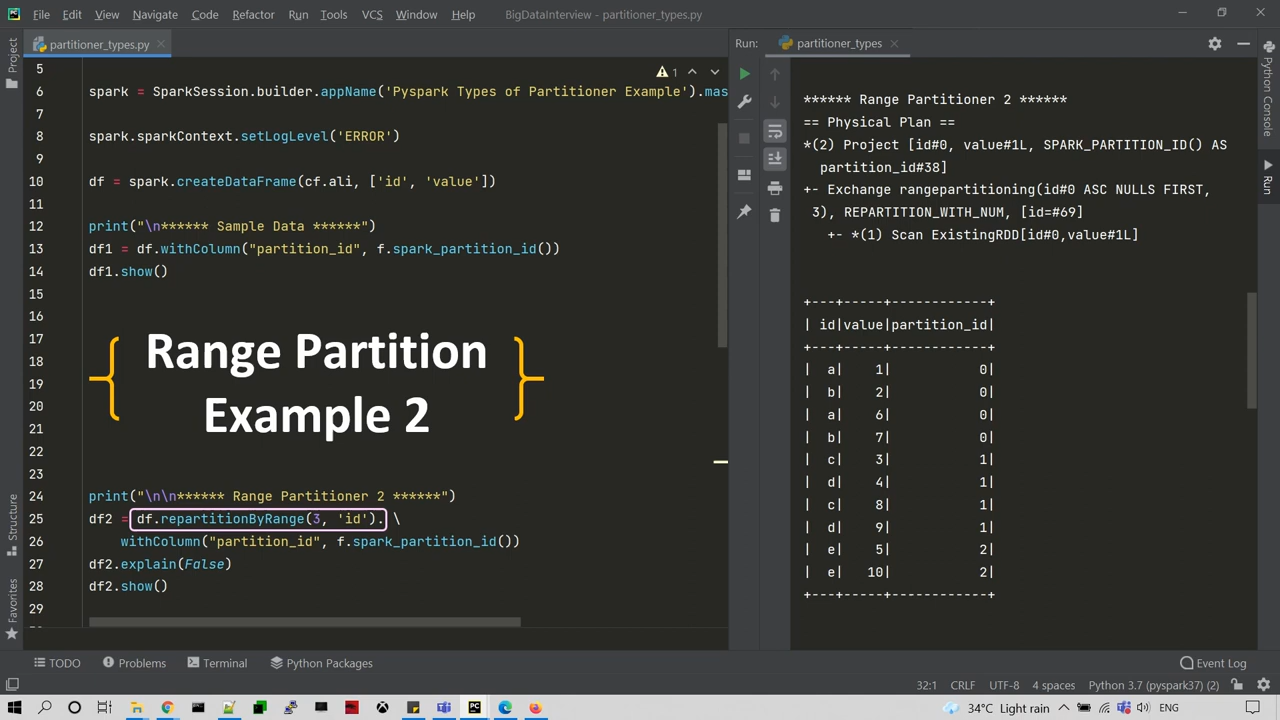 File Edit View Navigate Code Refactor Run Tools VCS Window Help BigDataInterview - partitioner_types.py
Project
partitioner_types.py
1
5
6 spark = SparkSession.builder.appName('Pyspark Types of Partitioner Example').mas
7
8 spark.sparkContext.setLogLevel('ERROR')
9
10 df = spark.createDataFrame(cf.ali, ['id', 'value'])
11
12 print("\n****** Sample Data ******")
13 df1 = df.withColumn("partition_id", f.spark_partition_id())
14 df1.show()
15
16
17
18
19
20
21
22
23
Range Partition
Example 2
24 print("\n\n****** Range Partitioner 2 ******")
25 df2 = df.repartitionByRange(3, 'id'). \
26 withColumn("partition_id", f.spark_partition_id())
27 df2.explain(False)
28 df2.show()
29
Structure
Favorites
Run: partitioner_types
****** Range Partitioner 2 ******
== Physical Plan ==
*(2) Project [id#0, value#1L, SPARK_PARTITION_ID() AS
partition_id#38]
+- Exchange rangepartitioning(id#0 ASC NULLS FIRST,
3), REPARTITION_WITH_NUM, [id=#69]
+- *(1) Scan ExistingRDD[id#0,value#1L]
+---+-----+------------+
| id|value|partition_id|
+---+-----+------------+
| a| 1| 0|
| b| 2| 0|
| a| 6| 0|
| b| 7| 0|
| c| 3| 1|
| d| 4| 1|
| c| 8| 1|
| d| 9| 1|
| e| 5| 2|
| e| 10| 2|
+---+-----+------------+
Python Console
Run
TODO Problems Terminal Python Packages Event Log
32:1 CRLF UTF-8 4 spaces Python 3.7 (pyspark37) (2)
34°C Light rain ENG